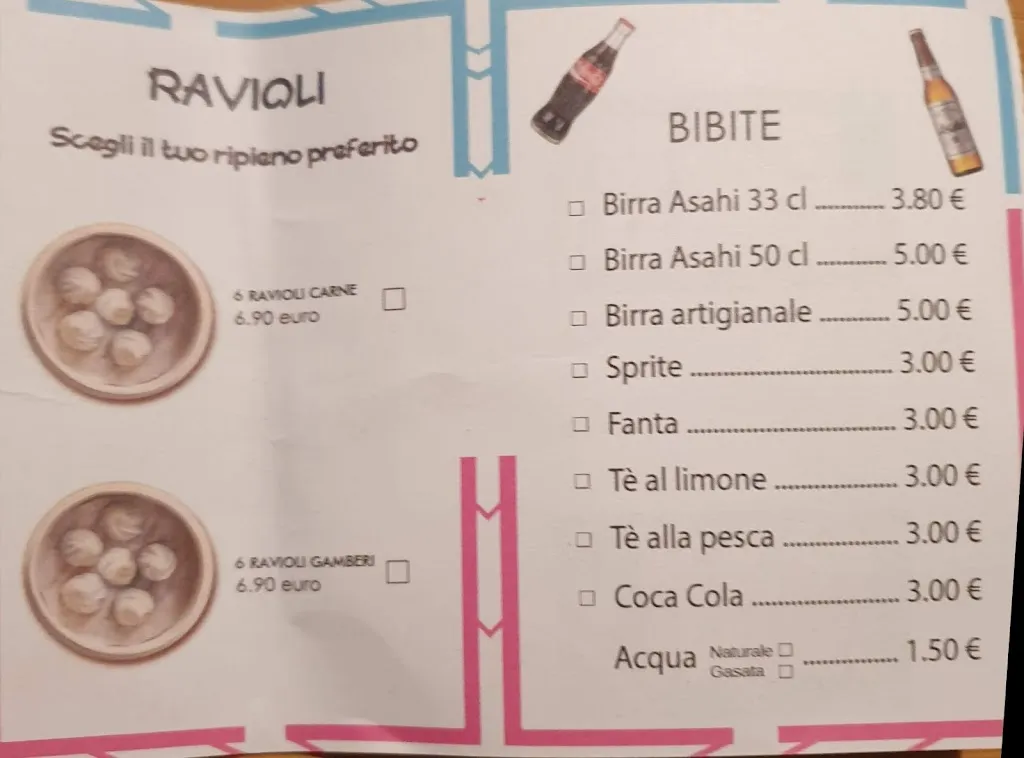 RAVIOLI
Scegli il tuo ripieno preferito
6 RAVIOLI CARNE
6.90 euro
6 RAVIOLI GAMBERI
6.90 euro
BIBITE
Birra Asahi 33 cl ............ 3.80 €
Birra Asahi 50 cl ............ 5.00 €
Birra artigianale ............ 5.00 €
Sprite .................................. 3.00 €
Fanta ................................... 3.00 €
Tè al limone ..................... 3.00 €
Tè alla pesca .................... 3.00 €
Coca Cola ......................... 3.00 €
Acqua Naturale ................ 1.50 €
Gasata